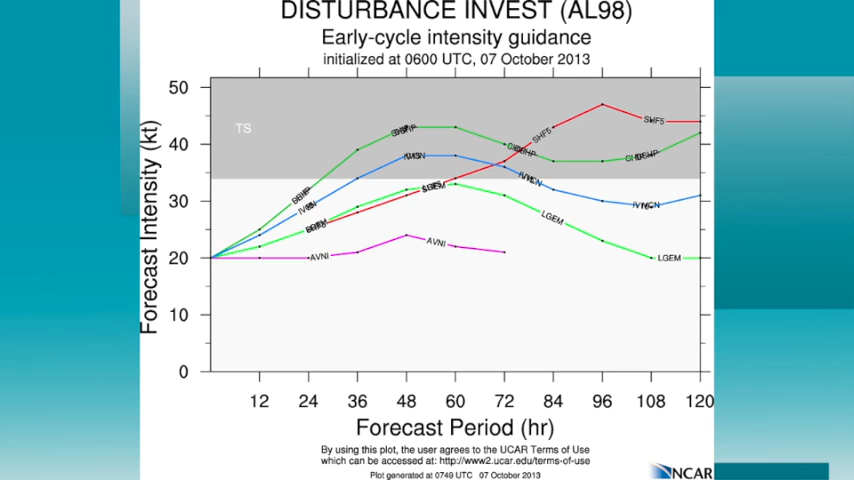 DISTURBANCE INVEST (AL98)
Early-cycle intensity guidance
initialized at 0600 UTC, 07 October 2013
Forecast Intensity (kt)
50
40
30
20
10
0
TS
SHF5
SHF5
LGEM
LGEM
AVNI
AVNI
12 24 36 48 60 72 84 96 108 120
Forecast Period (hr)
By using this plot, the user agrees to the UCAR Terms of Use
which can be accessed at: http://www2.ucar.edu/terms-of-use
Plot generated at 0749 UTC 07 October 2013
NCAR